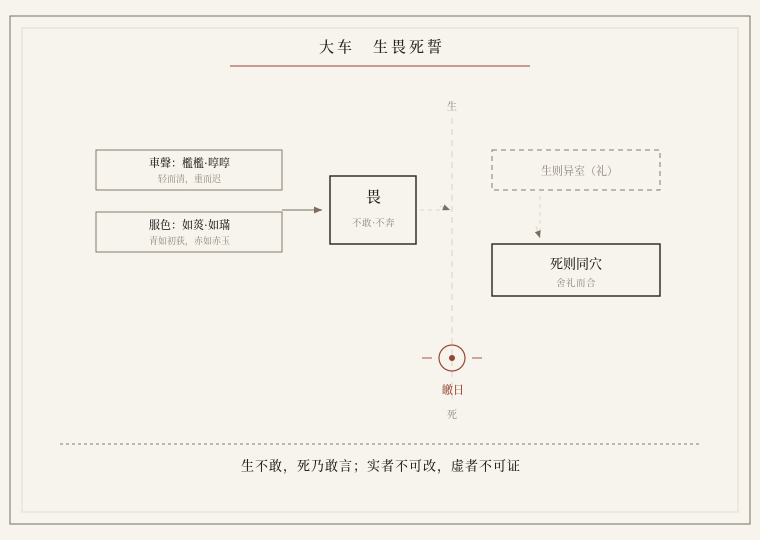 大车　生畏死誓
生
車聲：檻檻·啍啍
轻而清，重而迟
服色：如菼·如璊
青如初荻，赤如赤玉
畏
不敢·不奔
生则异室（礼）
死则同穴
舍礼而合
皦日
死
生不敢，死乃敢言；实者不可改，虚者不可证